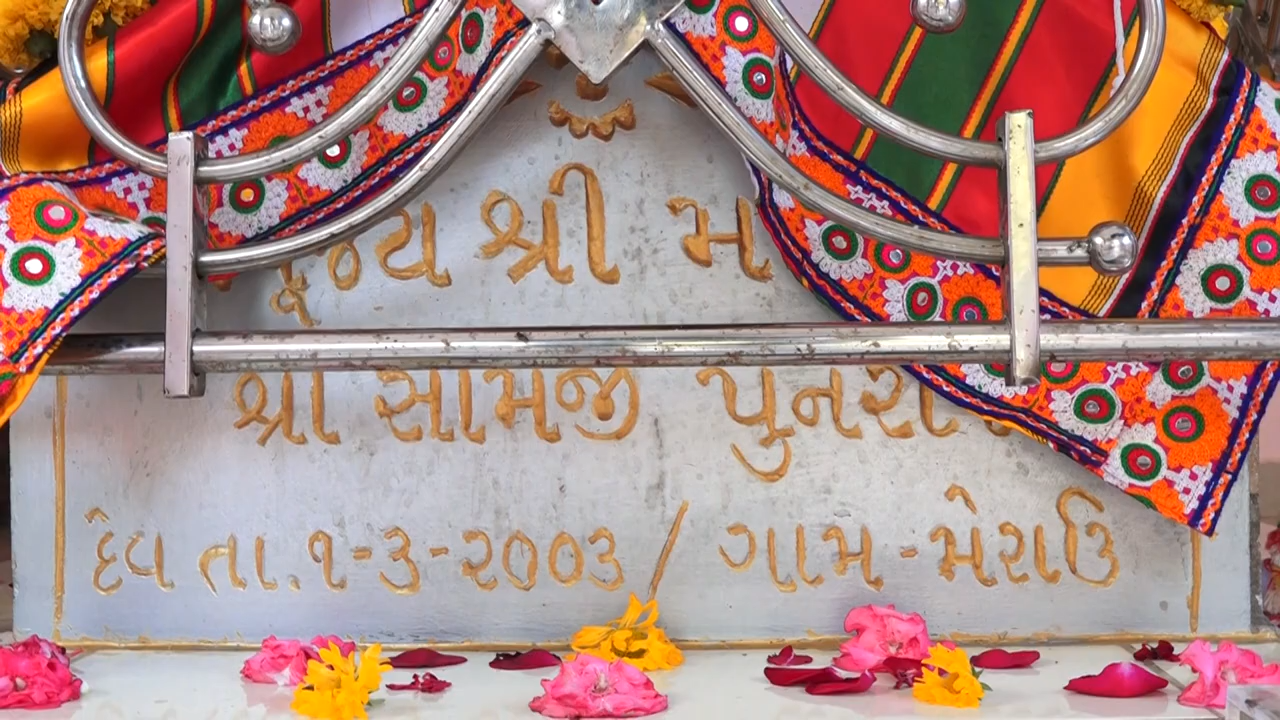 પૂજ્ય શ્રી
શ્રી સામજી
દેવ તા.૧-૩-૨૦૦૩/ ગામ-મેરાઉ